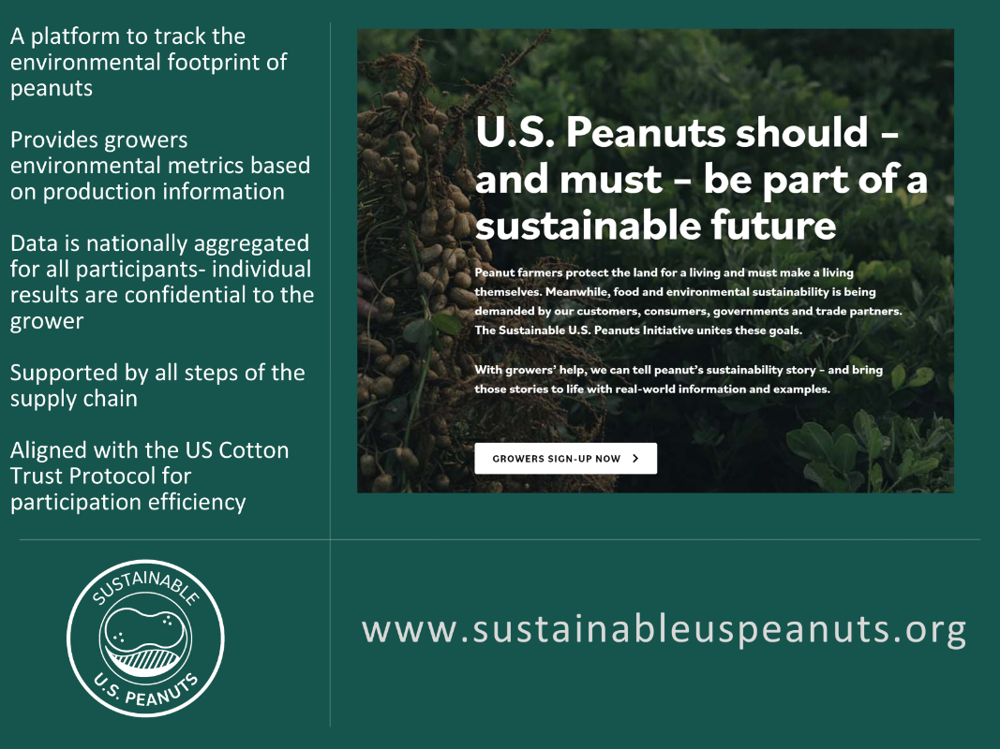 A platform to track the
environmental footprint of
peanuts
Provides growers
environmental metrics based
on production information
Data is nationally aggregated
for all participants- individual
results are confidential to the
grower
Supported by all steps of the
supply chain
Aligned with the US Cotton
Trust Protocol for
participation efficiency
U.S. Peanuts should –
and must – be part of a
sustainable future
Peanut farmers protect the land for a living and must make a living
themselves. Meanwhile, food and environmental sustainability is being
demanded by our customers, consumers, governments and trade partners.
The Sustainable U.S. Peanuts Initiative unites these goals.
With growers’ help, we can tell peanut’s sustainability story – and bring
those stories to life with real-world information and examples.
GROWERS SIGN-UP NOW
SUSTAINABLE
U.S. PEANUTS
www.sustainableuspeanuts.org